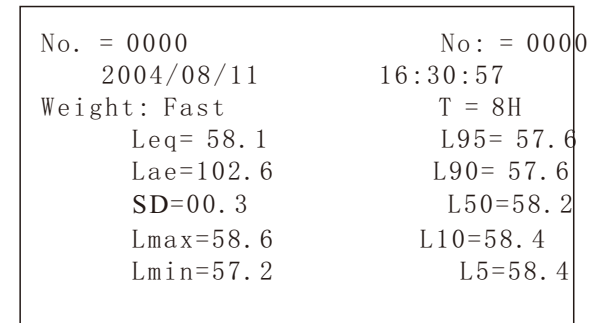 No. = 0000 No: = 0000
2004/08/11 16:30:57
Weight: Fast T = 8H
Leq= 58.1 L95= 57.6
Lae=102.6 L90= 57.6
SD=00.3 L50=58.2
Lmax=58.6 L10=58.4
Lmin=57.2 L5=58.4